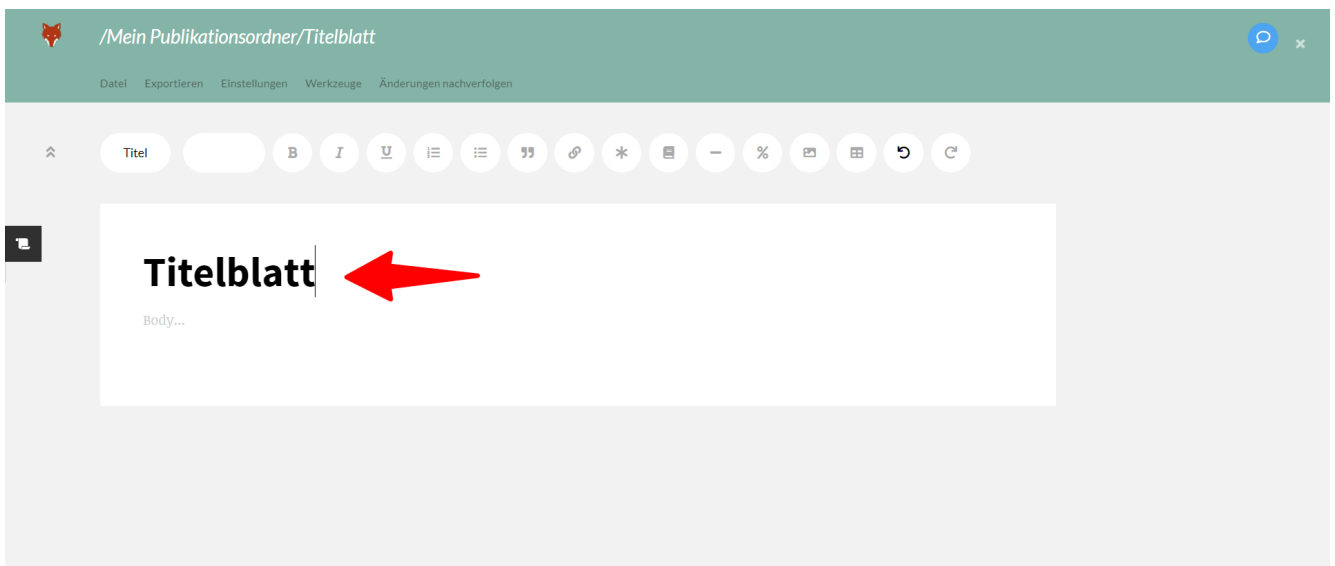 /Mein Publikationsordner/Titelblatt
Datei Exportieren Einstellungen Werkzeuge Änderungen nachverfolgen
Titel B I U
Titelblatt
Body...